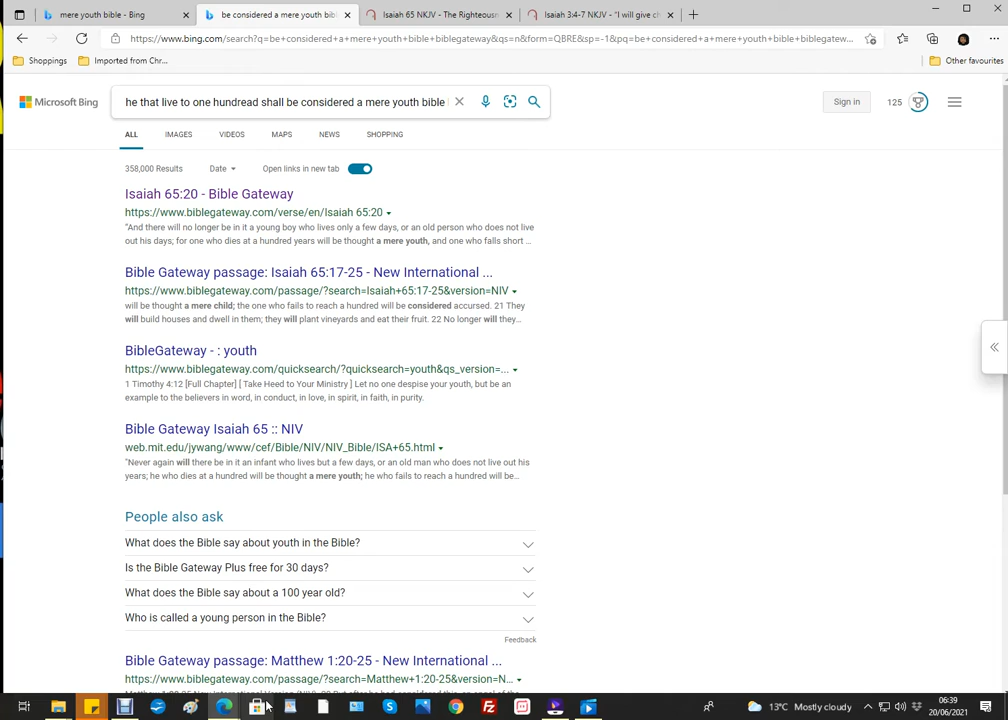 mere youth bible - Bing
be considered a mere youth bibl
Isaiah 65 NKJV - The Righteousn
Isaiah 3:4-7 NKJV - "I will give ch
https://www.bing.com/search?q=be+considered+a+mere+youth+bible+biblegateway&qs=n&form=QBRE&sp=-1&pq=be+considered+a+mere+youth+bible+biblegatew...
Shoppings
Imported from Chr...
Other favourites
Microsoft Bing
he that live to one hundread shall be considered a mere youth bible
Sign in
125
ALL
IMAGES
VIDEOS
MAPS
NEWS
SHOPPING
358,000 Results
Date
Open links in new tab
Isaiah 65:20 - Bible Gateway
https://www.biblegateway.com/verse/en/Isaiah 65:20
"And there will no longer be in it a young boy who lives only a few days, or an old person who does not live
out his days; for one who dies at a hundred years will be thought a mere youth, and one who falls short ...
Bible Gateway passage: Isaiah 65:17-25 - New International ...
https://www.biblegateway.com/passage/?search=Isaiah+65:17-25&version=NIV
will be thought a mere child; the one who fails to reach a hundred will be considered accursed. 21 They
will build houses and dwell in them; they will plant vineyards and eat their fruit. 22 No longer will they...
BibleGateway - : youth
https://www.biblegateway.com/quicksearch/?quicksearch=youth&qs_version=...
1 Timothy 4:12 [Full Chapter] [ Take Heed to Your Ministry ] Let no one despise your youth, but be an
example to the believers in word, in conduct, in love, in spirit, in faith, in purity.
Bible Gateway Isaiah 65 :: NIV
web.mit.edu/jywang/www/cef/Bible/NIV/NIV_Bible/ISA+65.html
"Never again will there be in it an infant who lives but a few days, or an old man who does not live out his
years; he who dies at a hundred will be thought a mere youth; he who fails to reach a hundred will be...
People also ask
What does the Bible say about youth in the Bible?
Is the Bible Gateway Plus free for 30 days?
What does the Bible say about a 100 year old?
Who is called a young person in the Bible?
Feedback
Bible Gateway passage: Matthew 1:20-25 - New International ...
https://www.biblegateway.com/passage/?search=Matthew+1:20-25&version=N...
13°C Mostly cloudy
06:39
20/06/2021